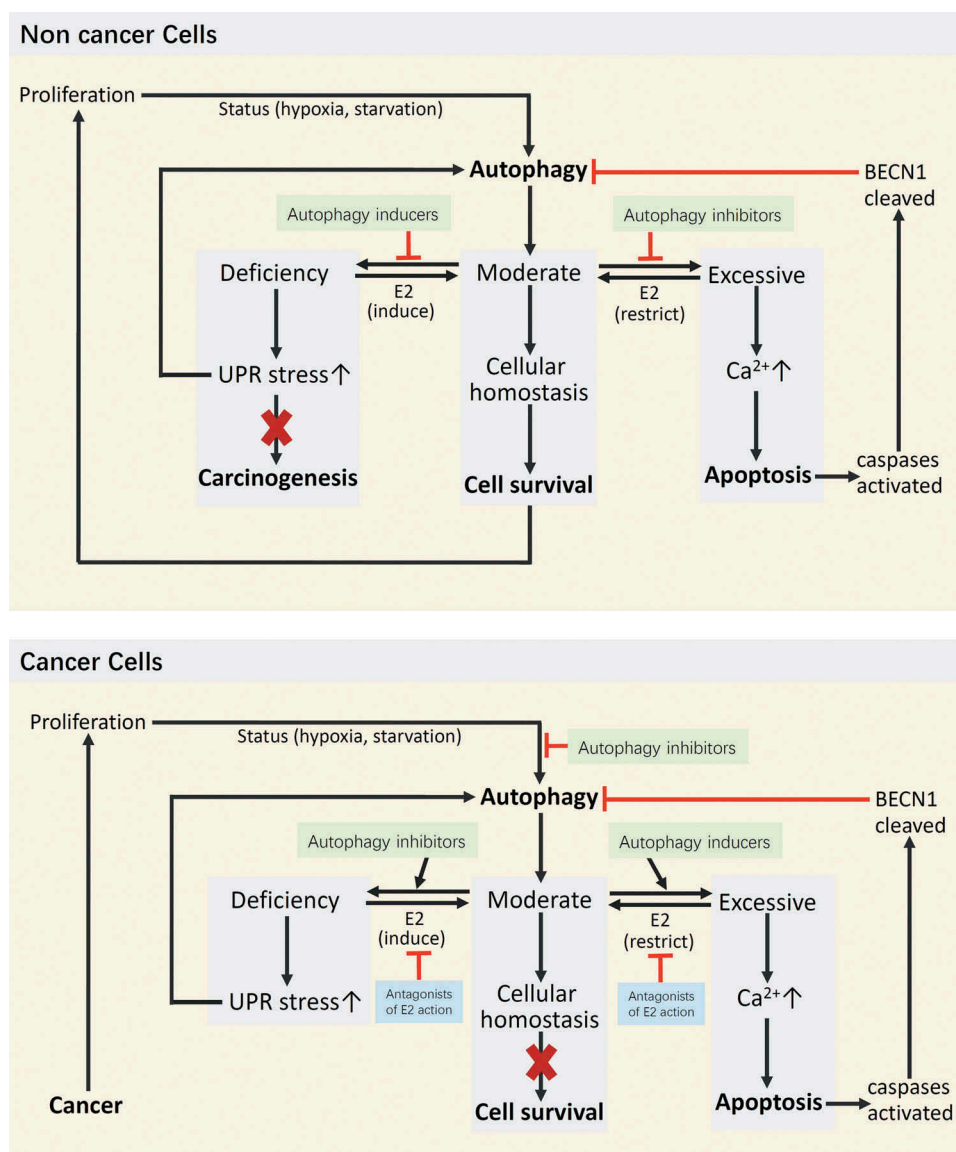 Non cancer Cells
Proliferation
Status (hypoxia, starvation)
Autophagy
BECN1
cleaved
Autophagy inducers
Autophagy inhibitors
Deficiency
E2
(induce)
Moderate
E2
(restrict)
Excessive
UPR stress↑
Cellular
homostasis
Ca²⁺↑
Carcinogenesis
Cell survival
Apoptosis
caspases
activated
Cancer Cells
Proliferation
Status (hypoxia, starvation)
Autophagy inhibitors
Autophagy
BECN1
cleaved
Autophagy inhibitors
Autophagy inducers
Deficiency
E2
(induce)
Moderate
E2
(restrict)
Excessive
UPR stress↑
Antagonists
of E2 action
Cellular
homostasis
Antagonists
of E2 action
Ca²⁺↑
Cancer
Cell survival
Apoptosis
caspases
activated